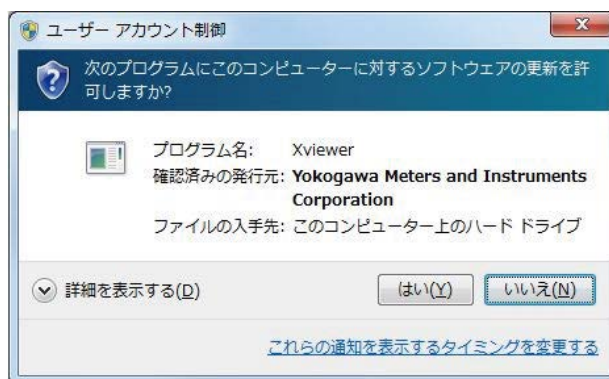 ユーザー アカウント制御
次のプログラムにこのコンピューターに対するソフトウェアの更新を許
可しますか?
プログラム名: Xviewer
確認済みの発行元: Yokogawa Meters and Instruments
Corporation
ファイルの入手先: このコンピューター上のハード ドライブ
詳細を表示する(D)
はい(Y)
いいえ(N)
これらの通知を表示するタイミングを変更する